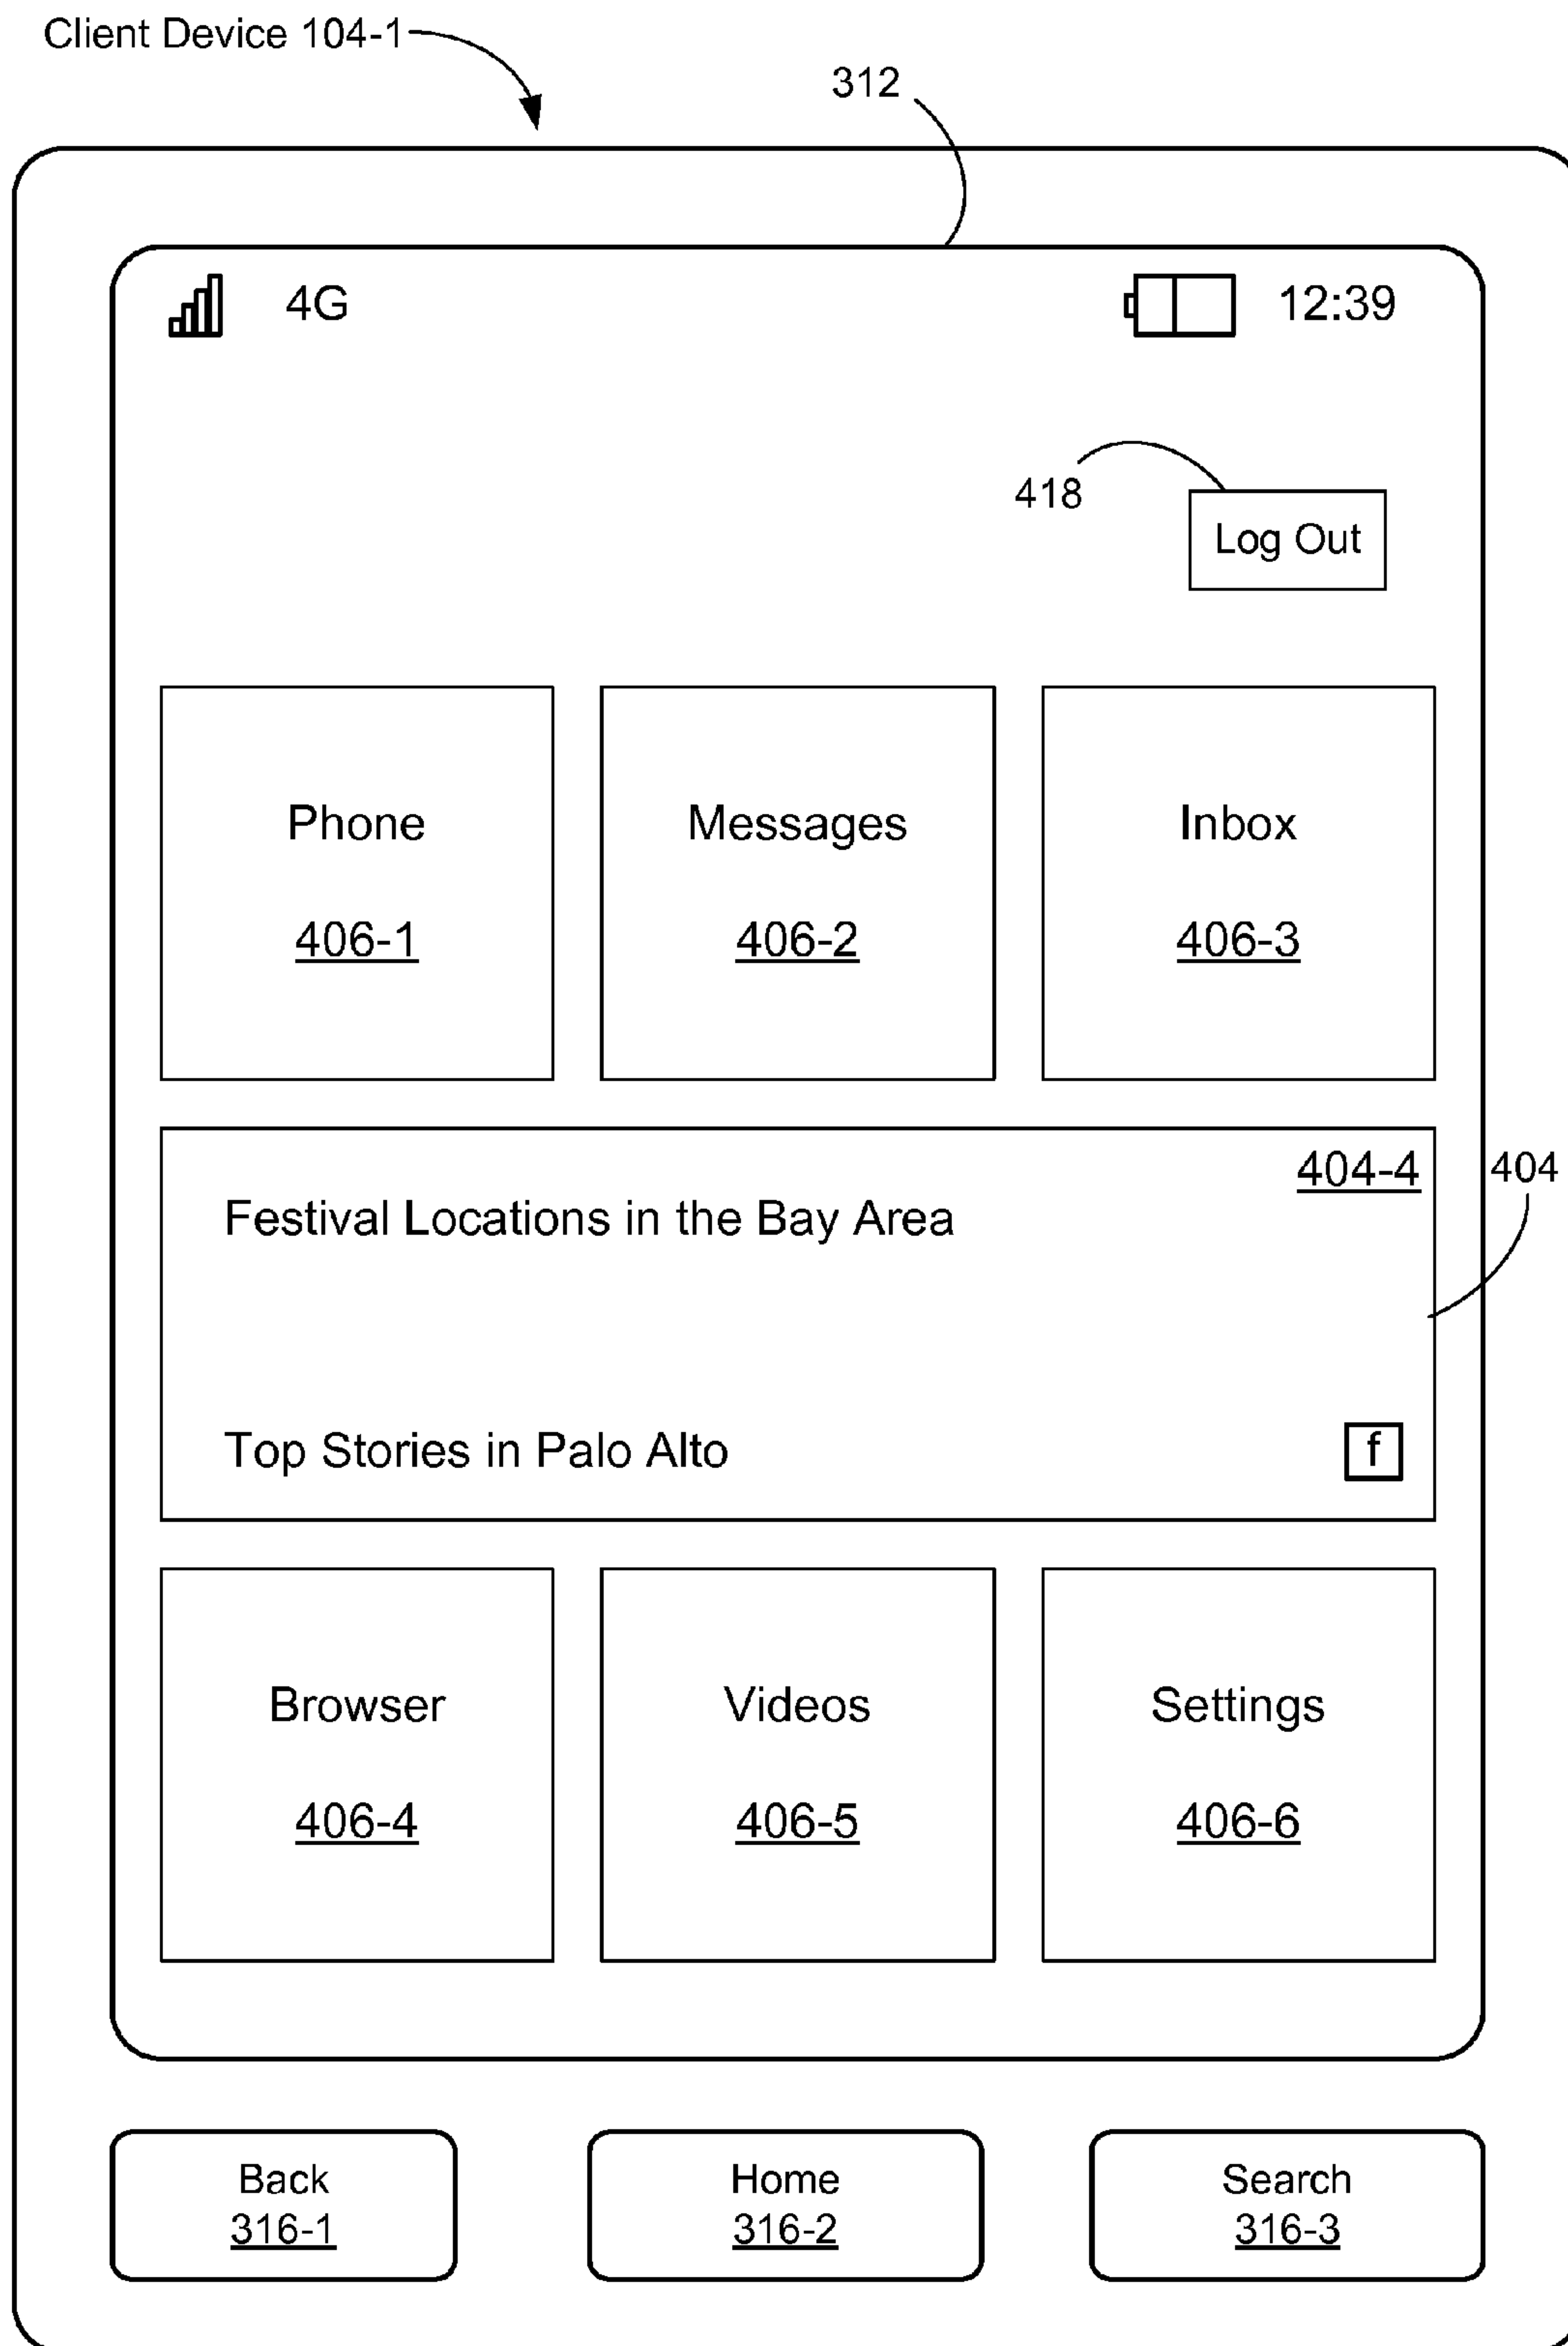 Client Device 104-1
312
4G
12:39
418
Log Out
Phone
Messages
Inbox
406-1
406-2
406-3
404-4
404
Festival Locations in the Bay Area
Top Stories in Palo Alto
f
Browser
Videos
Settings
406-4
406-5
406-6
Back
Home
Search
316-1
316-2
316-3